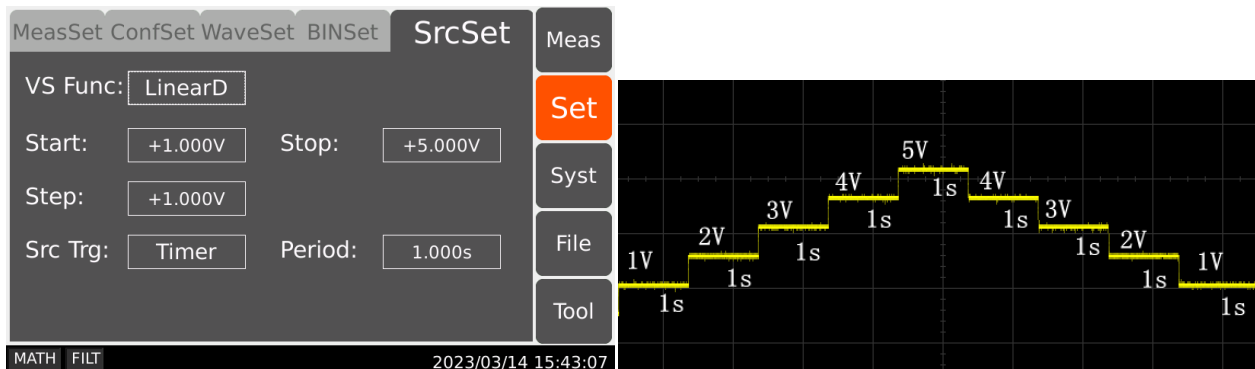 MeasSet ConfSet WaveSet BINSet SrcSet
VS Func: LinearD
Start: +1.000V Stop: +5.000V
Step: +1.000V
Src Trg: Timer Period: 1.000s
Meas
Set
Syst
File
Tool
MATH FILT 2023/03/14 15:43:07
5V
4V 1s 4V
3V 1s 1s 3V
2V 1s 1s 2V
1V 1s 1s 1V
1s 1s